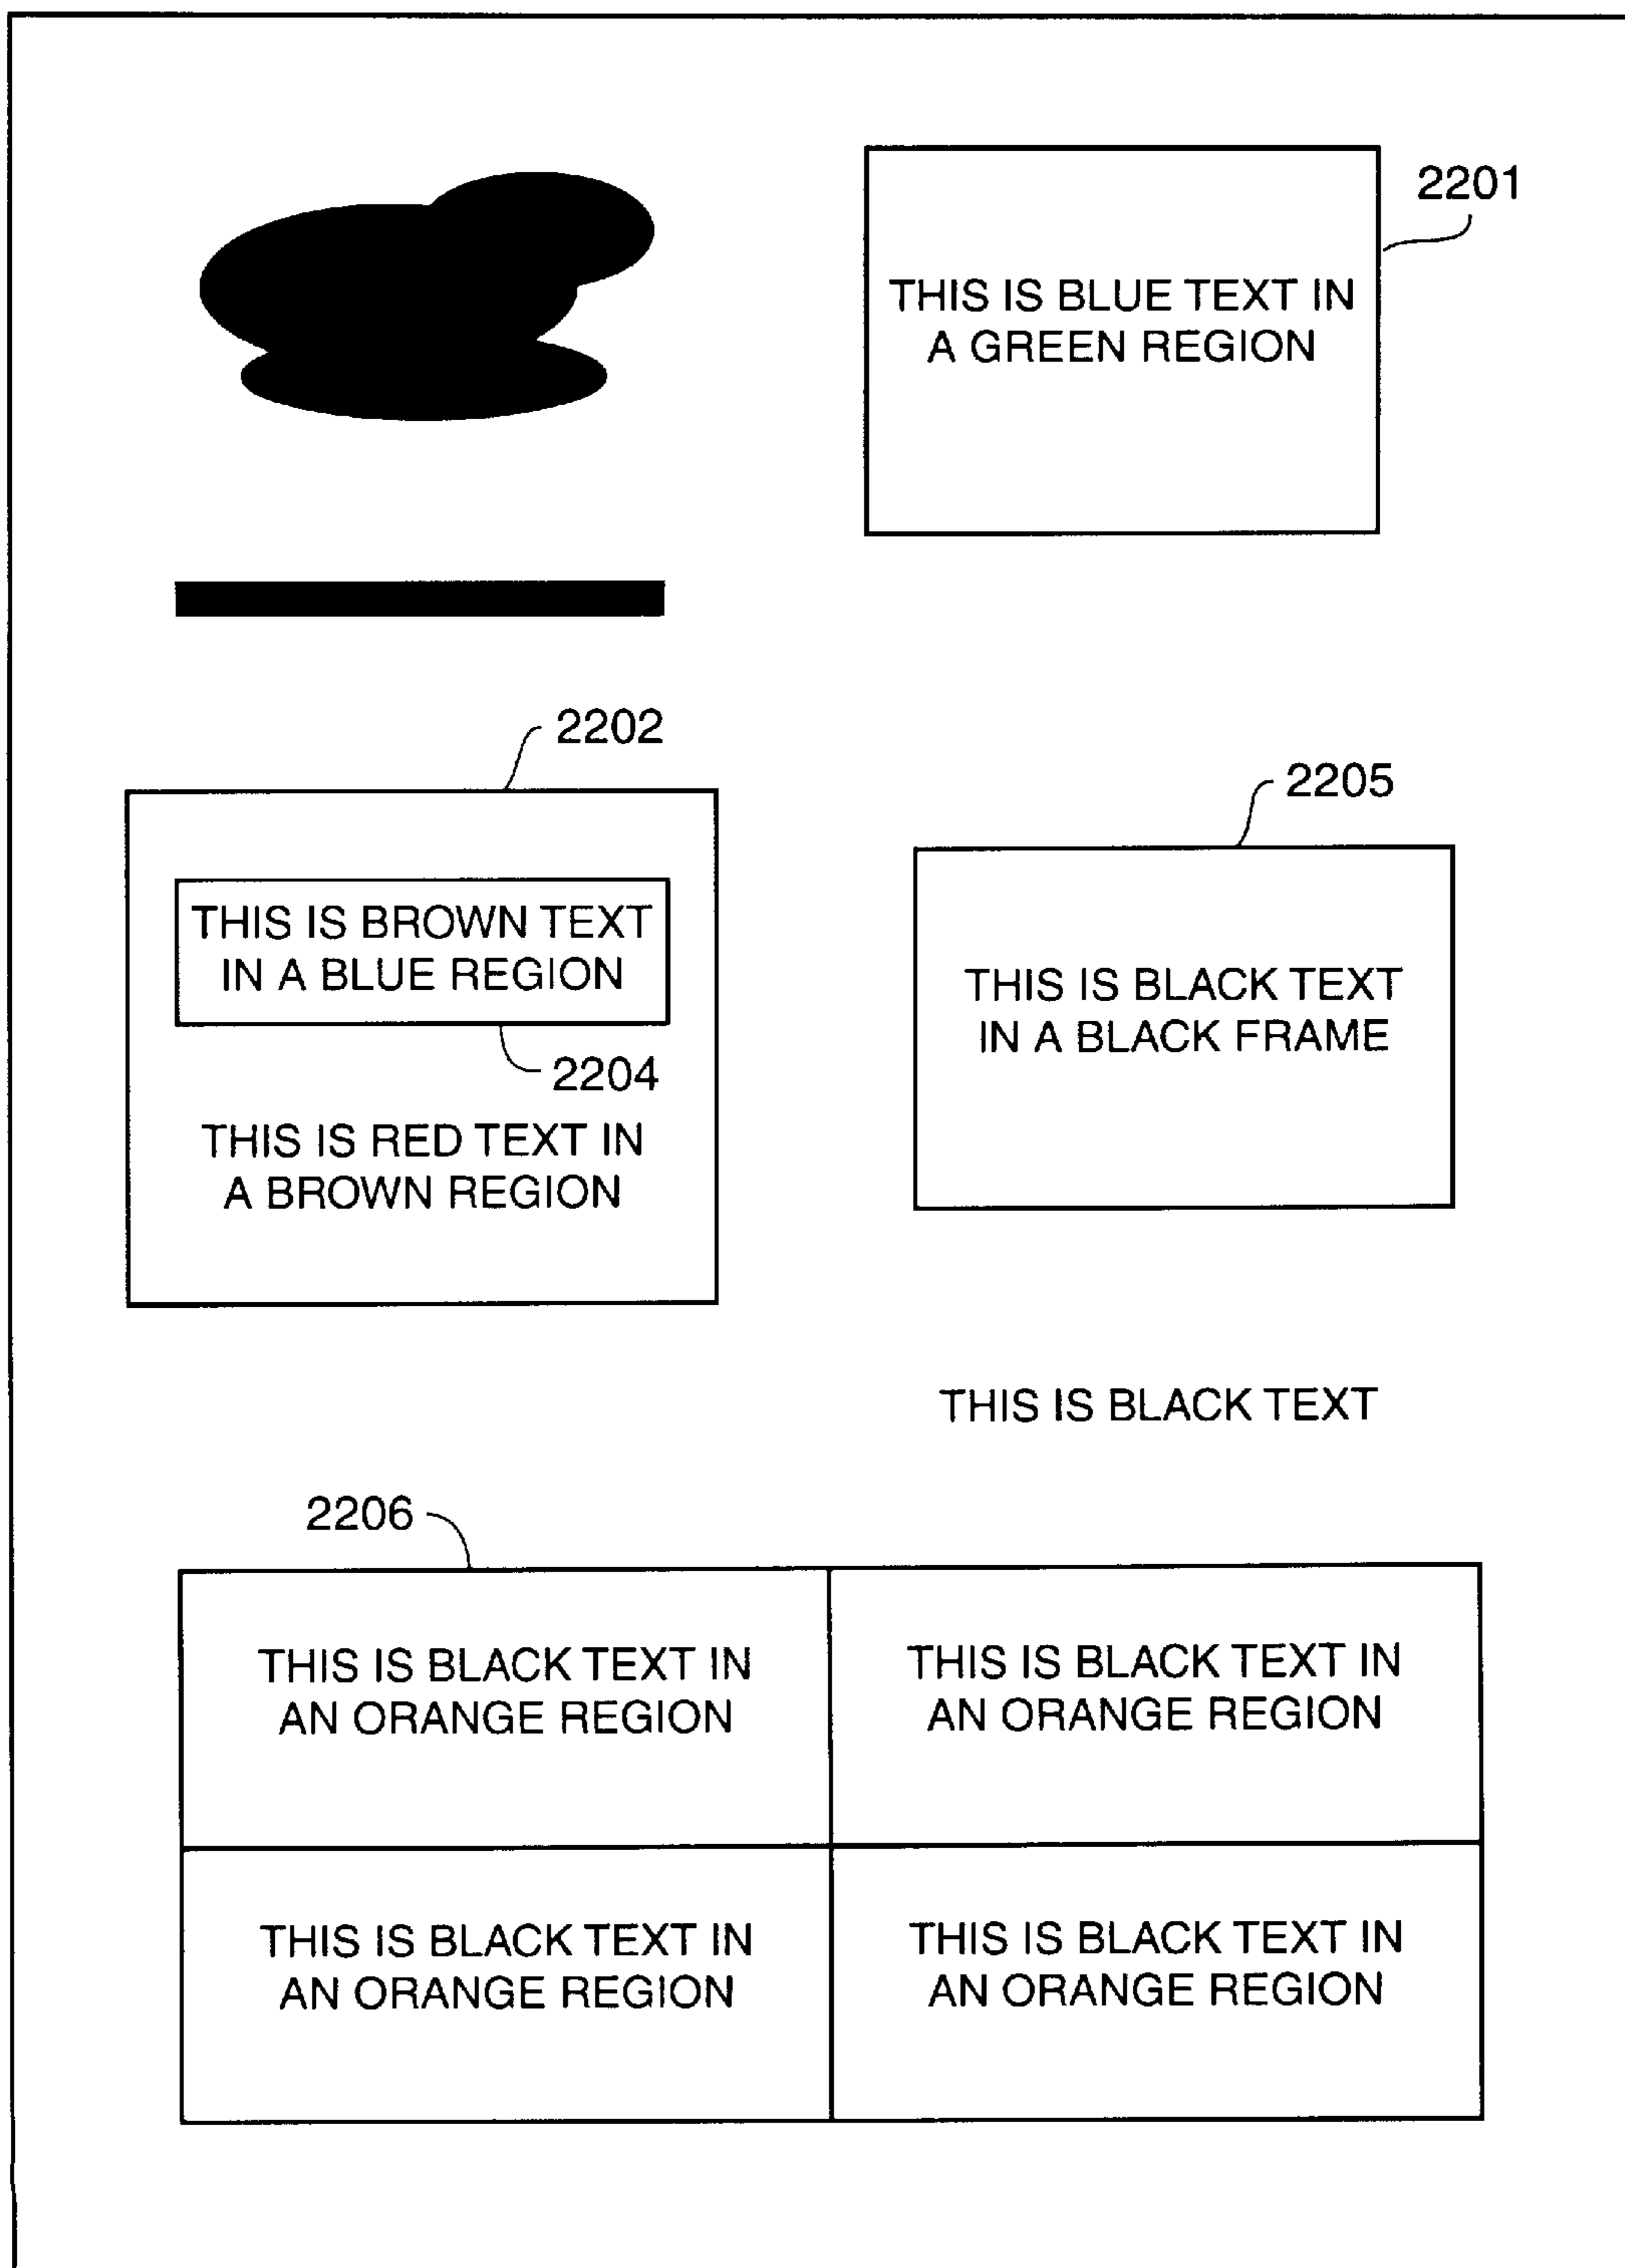 2201
THIS IS BLUE TEXT IN
A GREEN REGION
2202
2205
THIS IS BROWN TEXT
IN A BLUE REGION
2204
THIS IS RED TEXT IN
A BROWN REGION
THIS IS BLACK TEXT
IN A BLACK FRAME
THIS IS BLACK TEXT
2206
THIS IS BLACK TEXT IN
AN ORANGE REGION
THIS IS BLACK TEXT IN
AN ORANGE REGION
THIS IS BLACK TEXT IN
AN ORANGE REGION
THIS IS BLACK TEXT IN
AN ORANGE REGION